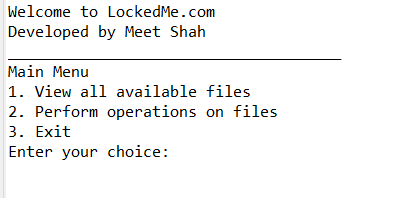 Welcome to LockedMe.com
Developed by Meet Shah
_____________________________________
Main Menu
1. View all available files
2. Perform operations on files
3. Exit
Enter your choice: